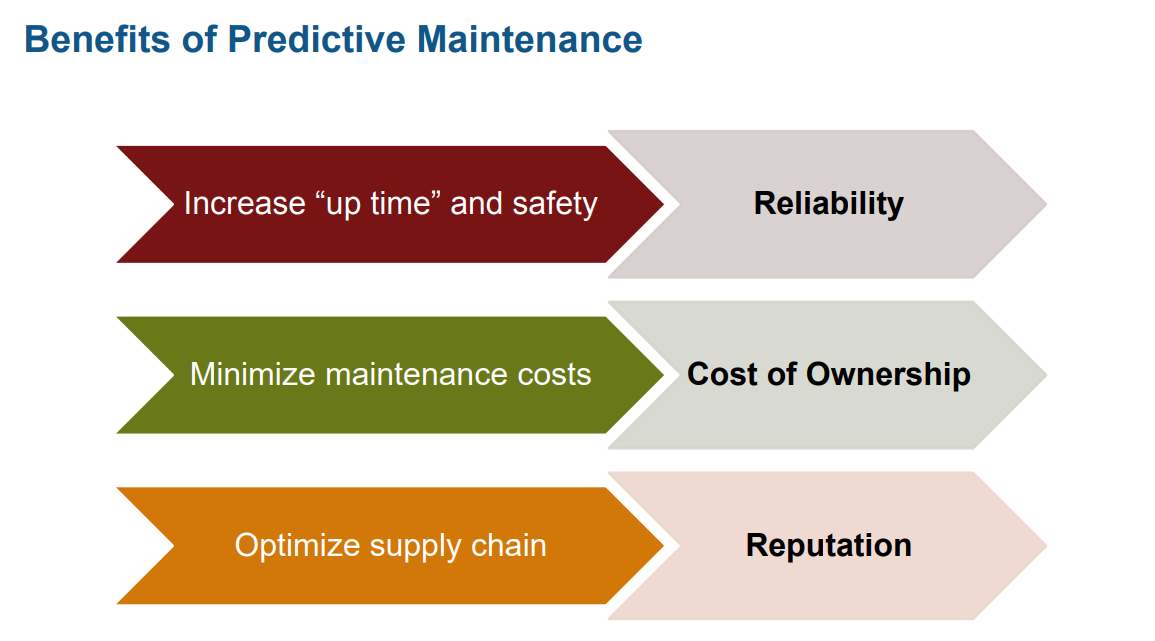 Benefits of Predictive Maintenance
Increase “up time” and safety
Reliability
Minimize maintenance costs
Cost of Ownership
Optimize supply chain
Reputation